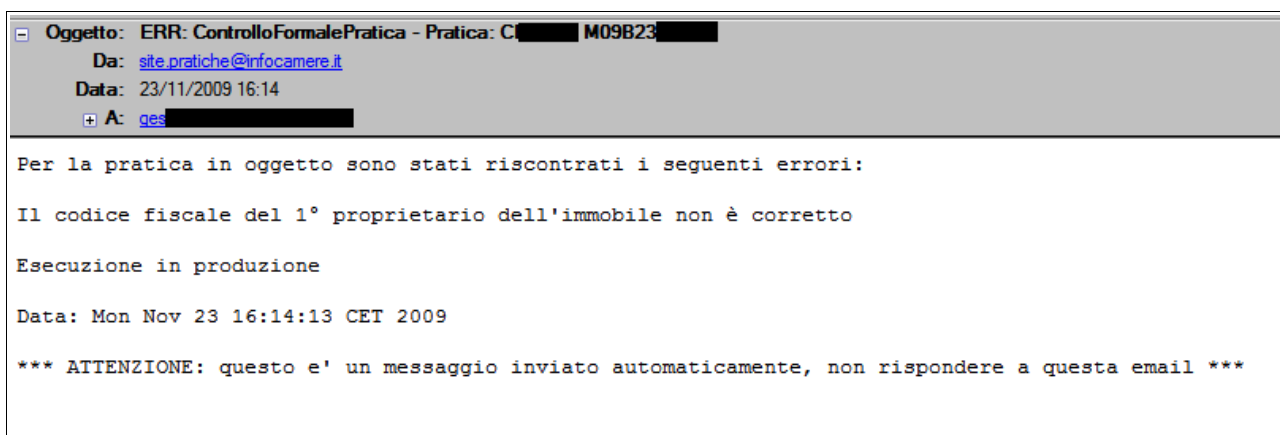 Oggetto: ERR: ControlloFormalePratica - Pratica: C M09B23
Da: site.pratiche@infocamere.it
Data: 23/11/2009 16:14
A: ges
Per la pratica in oggetto sono stati riscontrati i seguenti errori:
Il codice fiscale del 1° proprietario dell'immobile non è corretto
Esecuzione in produzione
Data: Mon Nov 23 16:14:13 CET 2009
*** ATTENZIONE: questo e' un messaggio inviato automaticamente, non rispondere a questa email ***